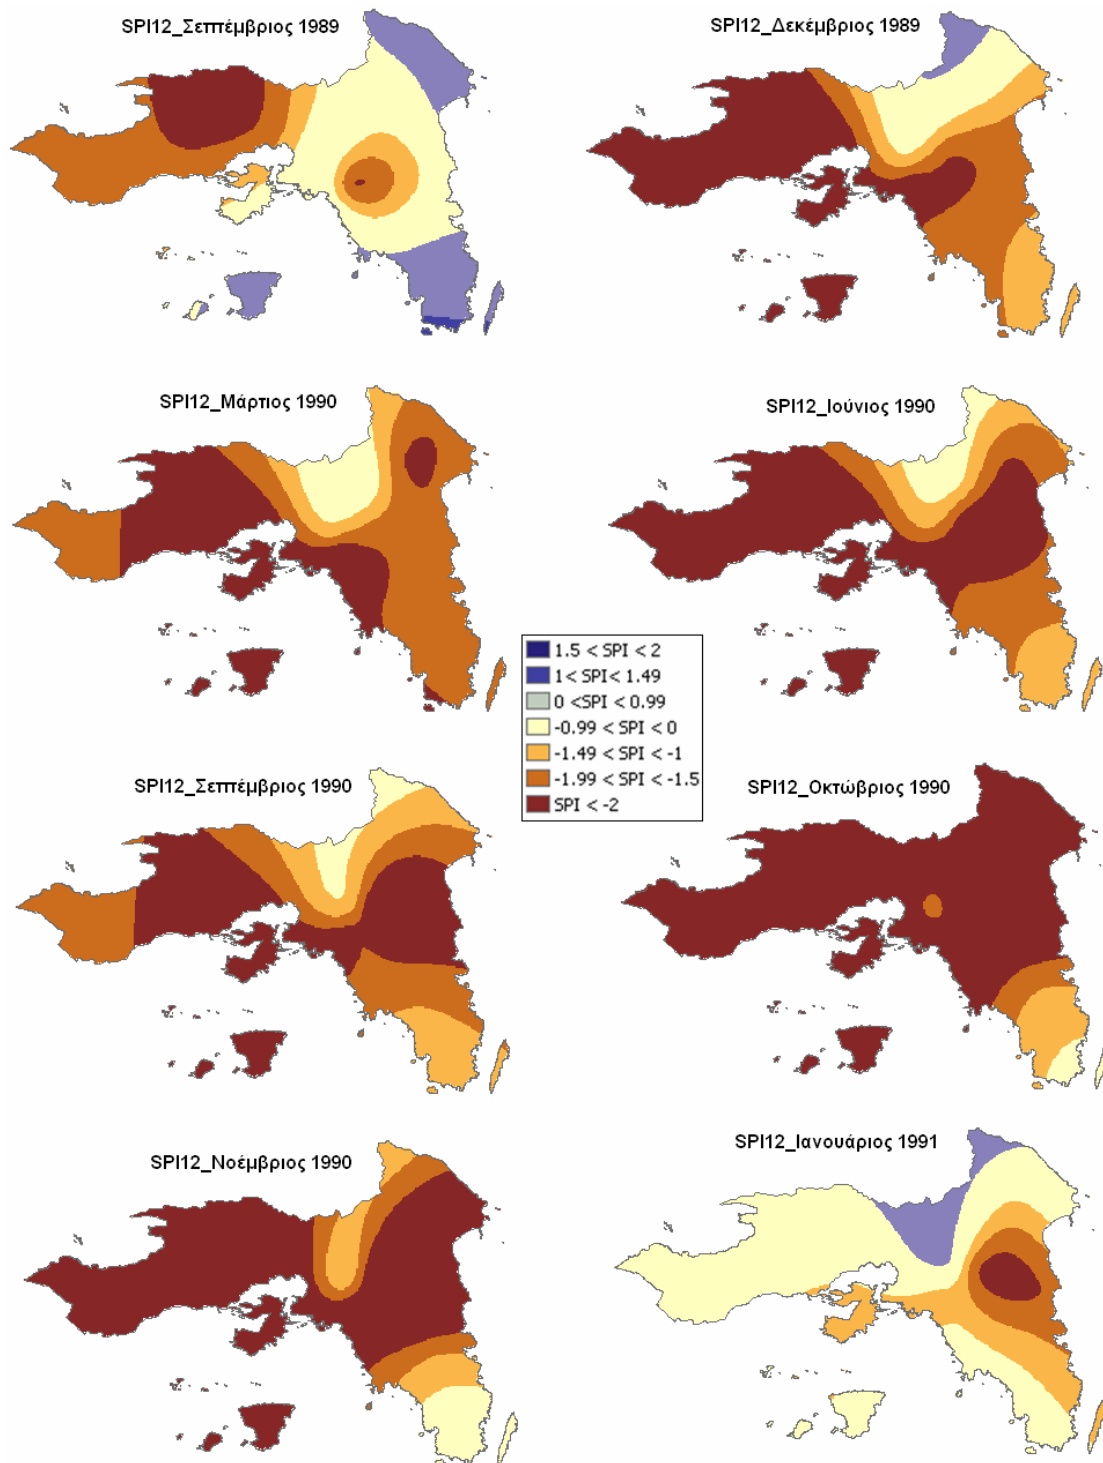 SPI12_Σεπτέμβριος 1989
SPI12_Δεκέμβριος 1989
SPI12_Μάρτιος 1990
SPI12_Ιούνιος 1990
1.5 < SPI < 2
1< SPI< 1.49
0 <SPI < 0.99
-0.99 < SPI < 0
-1.49 < SPI < -1
-1.99 < SPI < -1.5
SPI < -2
SPI12_Σεπτέμβριος 1990
SPI12_Οκτώβριος 1990
SPI12_Νοέμβριος 1990
SPI12_Ιανουάριος 1991